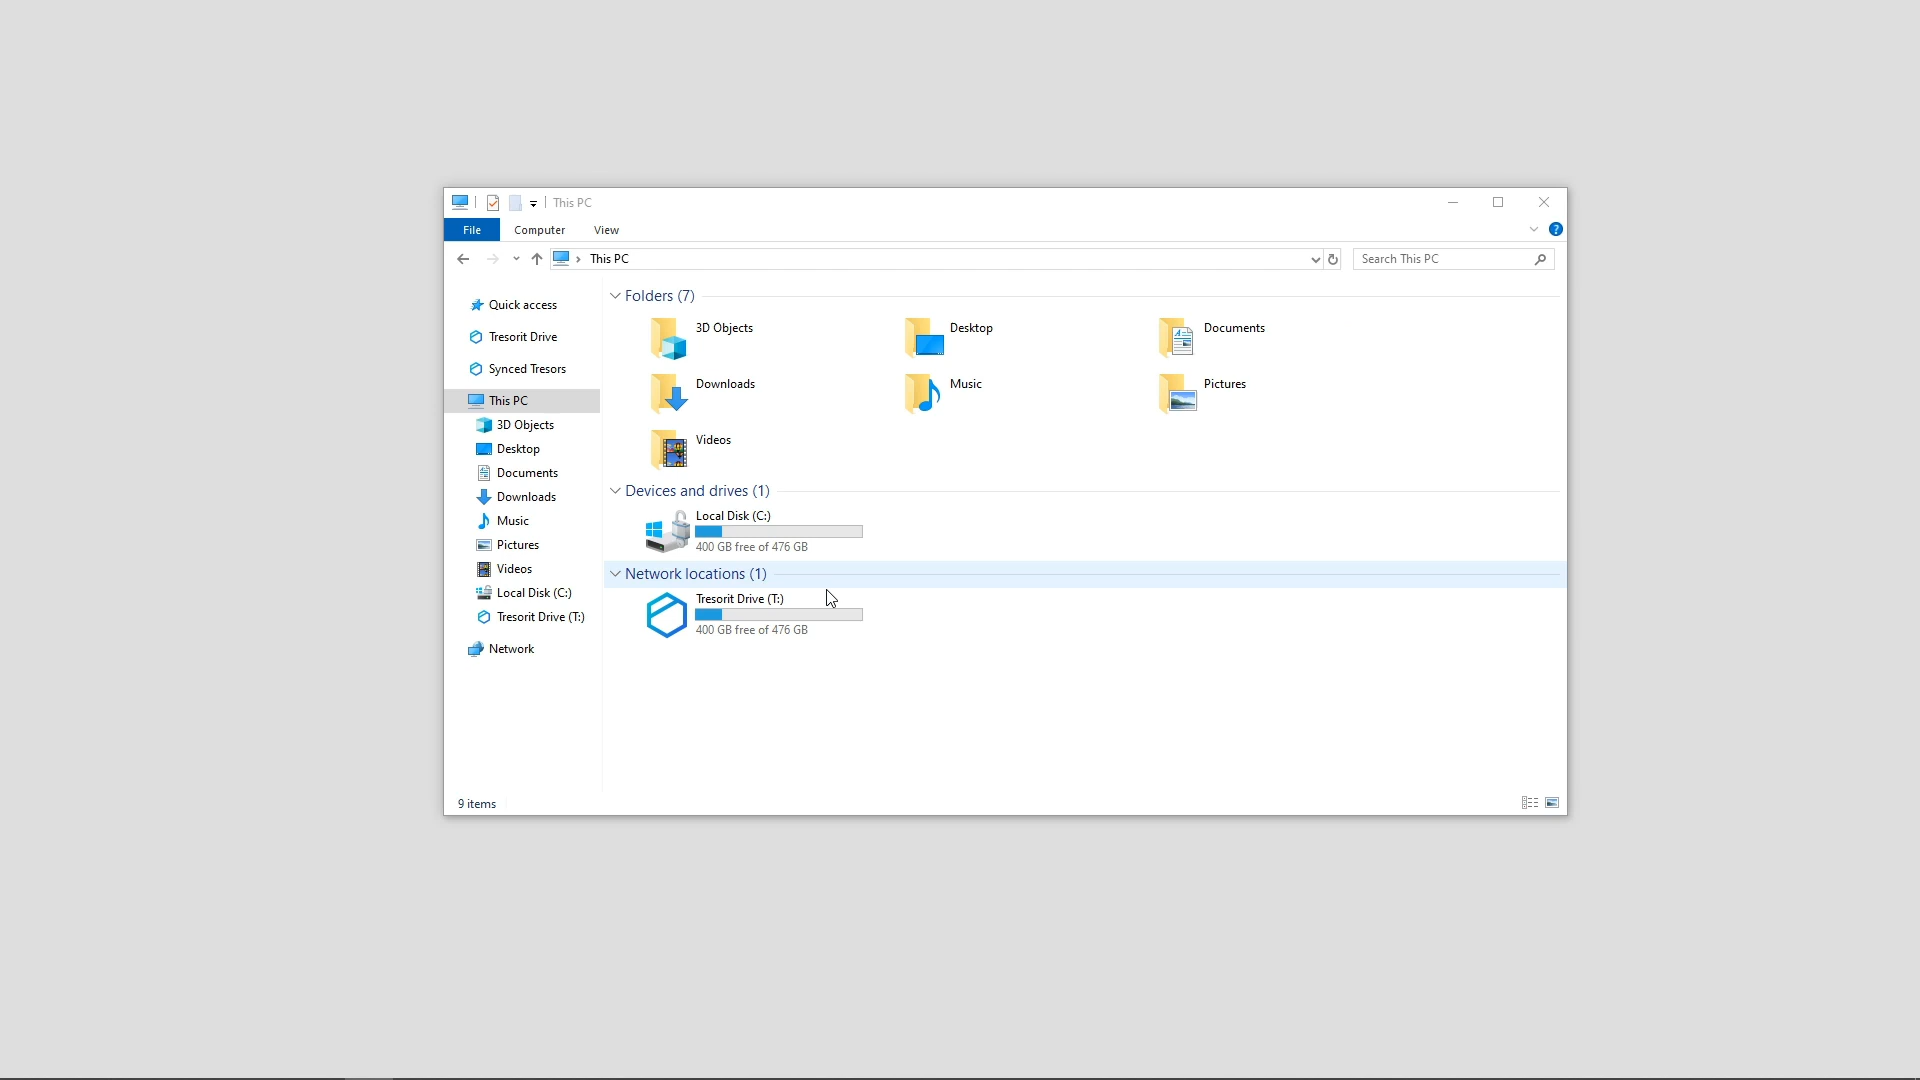 This PC
File Computer View
This PC
Search This PC
Quick access
Tresorit Drive
Synced Tresors
This PC
3D Objects
Desktop
Documents
Downloads
Music
Pictures
Videos
Local Disk (C:)
Tresorit Drive (T:)
Network
Folders (7)
3D Objects
Desktop
Documents
Downloads
Music
Pictures
Videos
Devices and drives (1)
Local Disk (C:)
400 GB free of 476 GB
Network locations (1)
Tresorit Drive (T:)
400 GB free of 476 GB
9 items